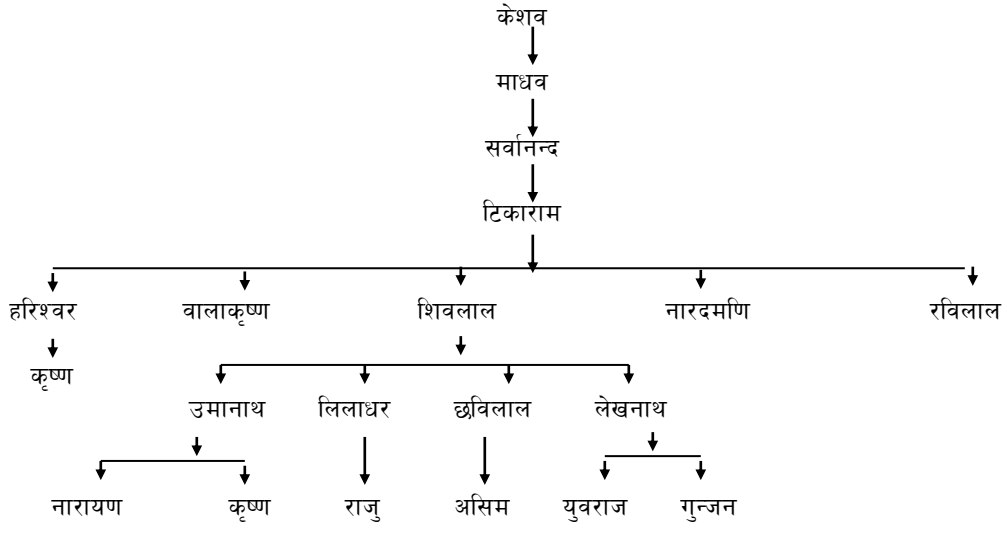 केशव
माधव
सर्वानन्द
टिकाराम
हरिश्वर वालाकृष्ण शिवलाल नारदमणि रविलाल
कृष्ण
उमानाथ लिलाधर छविलाल लेखनाथ
नारायण कृष्ण राजु असिम युवराज गुन्जन